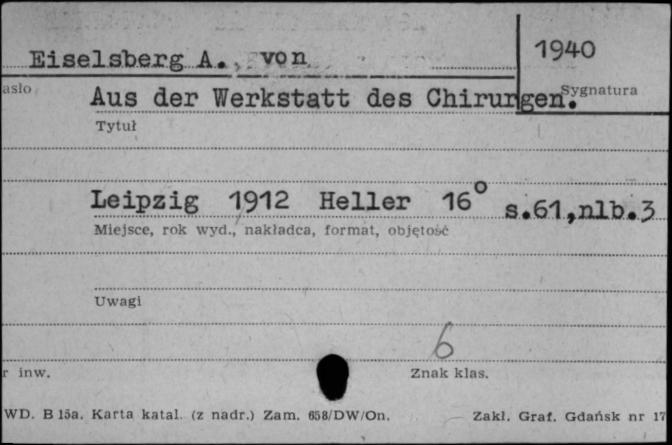 Eiselsberg A., von
1940
asło
Sygnatura
Aus der Werkstatt des Chirurgen.
Tytuł
Leipzig 1912 Heller 16° s.61,nlb.3
Miejsce, rok wyd., nakładca, format, objętość
Uwagi
6
r inw.
Znak klas.
WD. B 15a. Karta katal. (z nadr.) Zam. 658/DW/On.
Zakł. Graf. Gdańsk nr 17